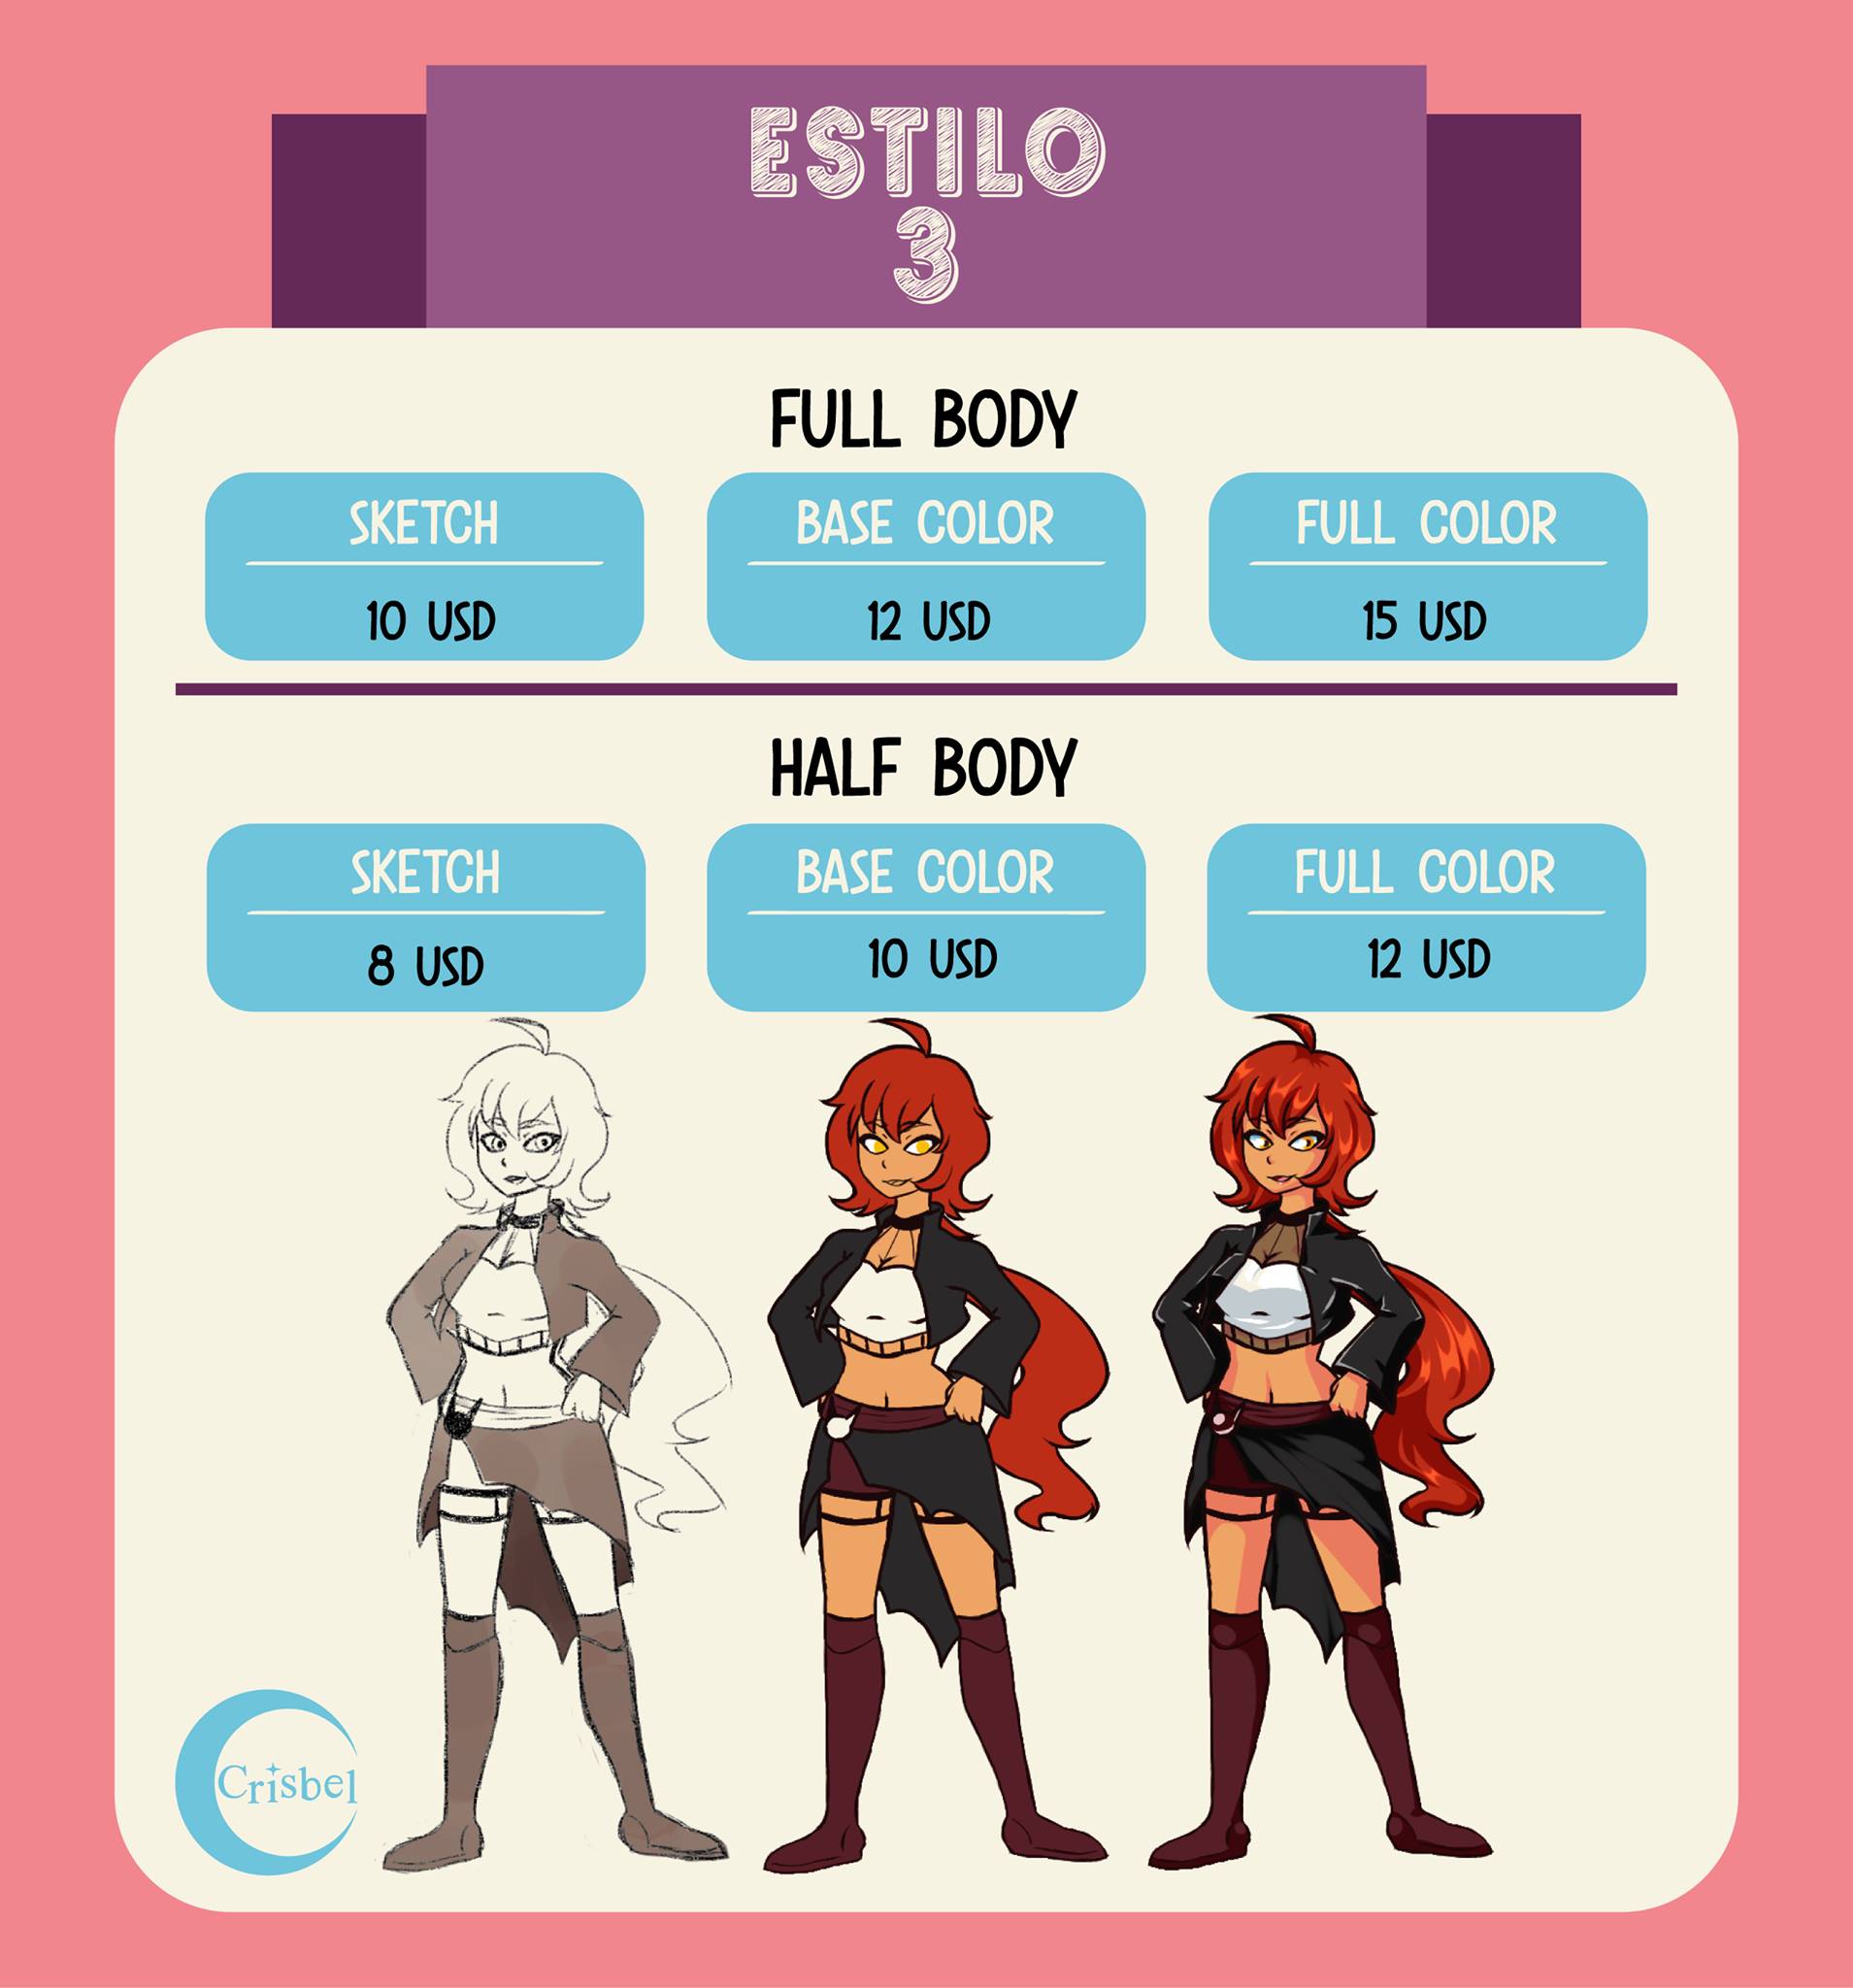 ESTILO
3
FULL BODY
SKETCH
BASE COLOR
FULL COLOR
10 USD
12 USD
15 USD
HALF BODY
SKETCH
BASE COLOR
FULL COLOR
8 USD
10 USD
12 USD
Crisbel